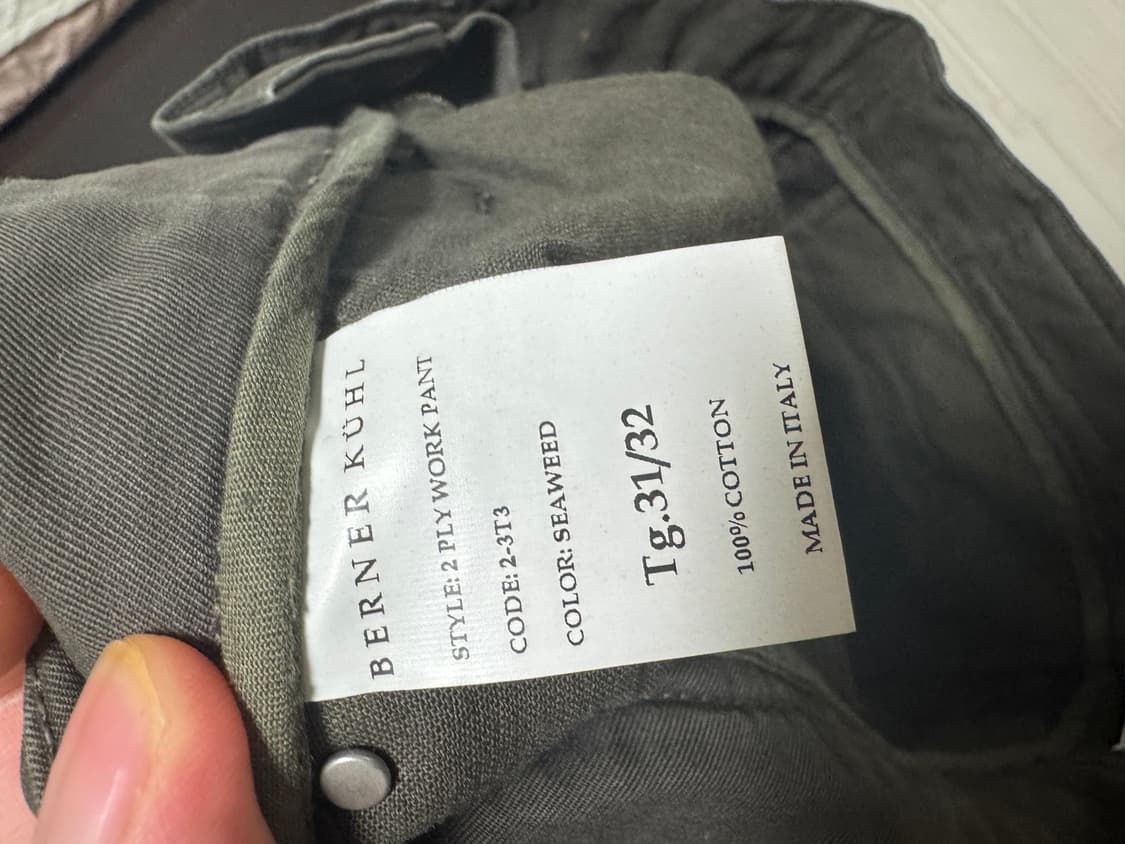 BERNER KÜHL
STYLE: 2 PLY WORK PANT
CODE: 2-3T3
COLOR: SEAWEED
Tg.31/32
100% COTTON
MADE IN ITALY